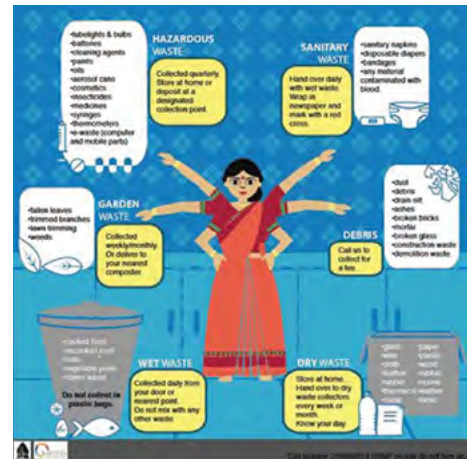 •tubelights & bulbs
•batteries
•cleaning agents
•paints
•oils
•aerosol cans
•cosmetics
•insecticides
•medicines
•syringes
•thermometers
•e-waste (computer
and mobile parts)
HAZARDOUS
WASTE
Collected quarterly.
Store at home or
deposit at a
designated
collection point.
SANITARY
WASTE
Hand over daily
with wet waste
Wrap in
newspaper and
mark with a red
cross.
•sanitary napkins
•disposable diapers
•bandages
•any material
contaminated with
blood.
•fallen leaves
•trimmed branches
•lawn trimming
•weeds
GARDEN
WASTE
Collected
weekly/monthly.
Or deliver to
your nearest
composter.
DEBRIS
Call us to
collect for
a fee.
•dust
•debris
•drain silt
•ashes
•broken bricks
•mortar
•broken glass
•construction waste
•demolition waste.
•cooked food
•uncooked food
Do not collect in
plastic bags.
WET WASTE
Collected daily from
your door or
nearest point.
Do not mix with any
other waste.
DRY WASTE
Store at home.
Hand over to dry
waste collectors
every week or
month.
Know your day.
•glass
•paper
•plastic